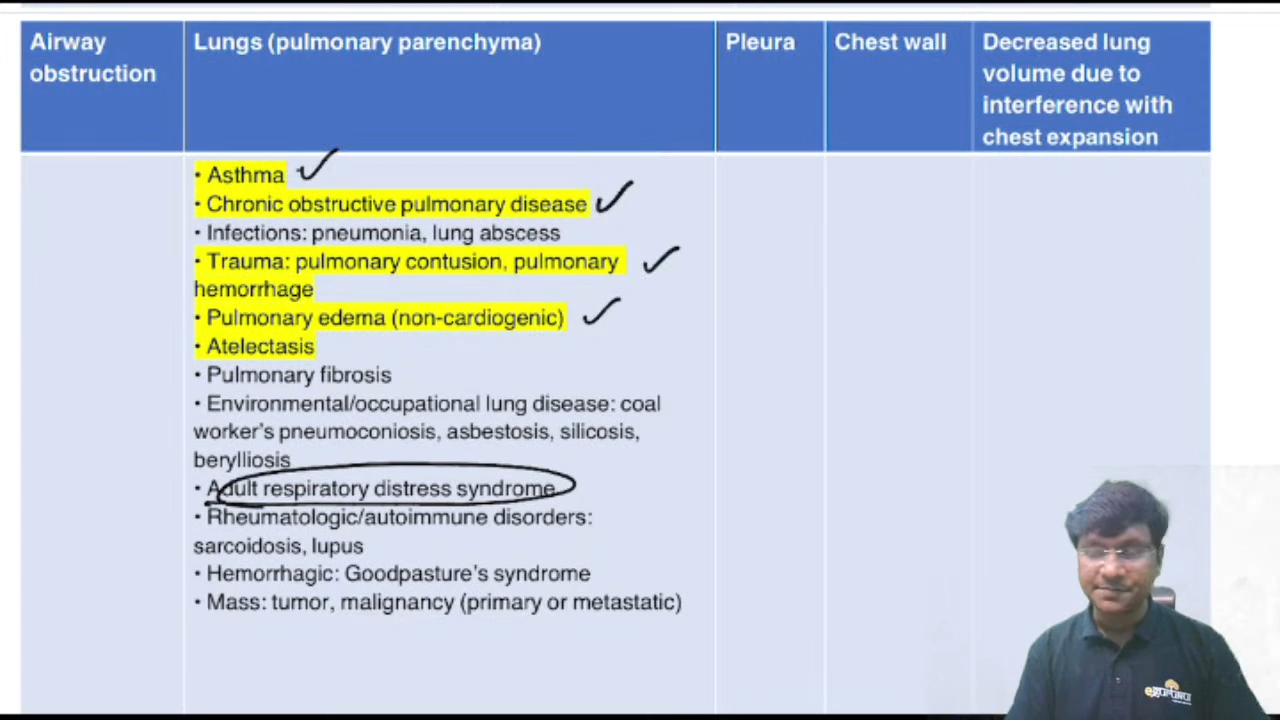 Airway
obstruction
Lungs (pulmonary parenchyma)
Pleura
Chest wall
Decreased lung
volume due to
interference with
chest expansion
• Asthma
• Chronic obstructive pulmonary disease
• Infections: pneumonia, lung abscess
• Trauma: pulmonary contusion, pulmonary
hemorrhage
• Pulmonary edema (non-cardiogenic)
• Atelectasis
• Pulmonary fibrosis
• Environmental/occupational lung disease: coal
worker's pneumoconiosis, asbestosis, silicosis,
berylliosis
• Adult respiratory distress syndrome
• Rheumatologic/autoimmune disorders:
sarcoidosis, lupus
• Hemorrhagic: Goodpasture's syndrome
• Mass: tumor, malignancy (primary or metastatic)